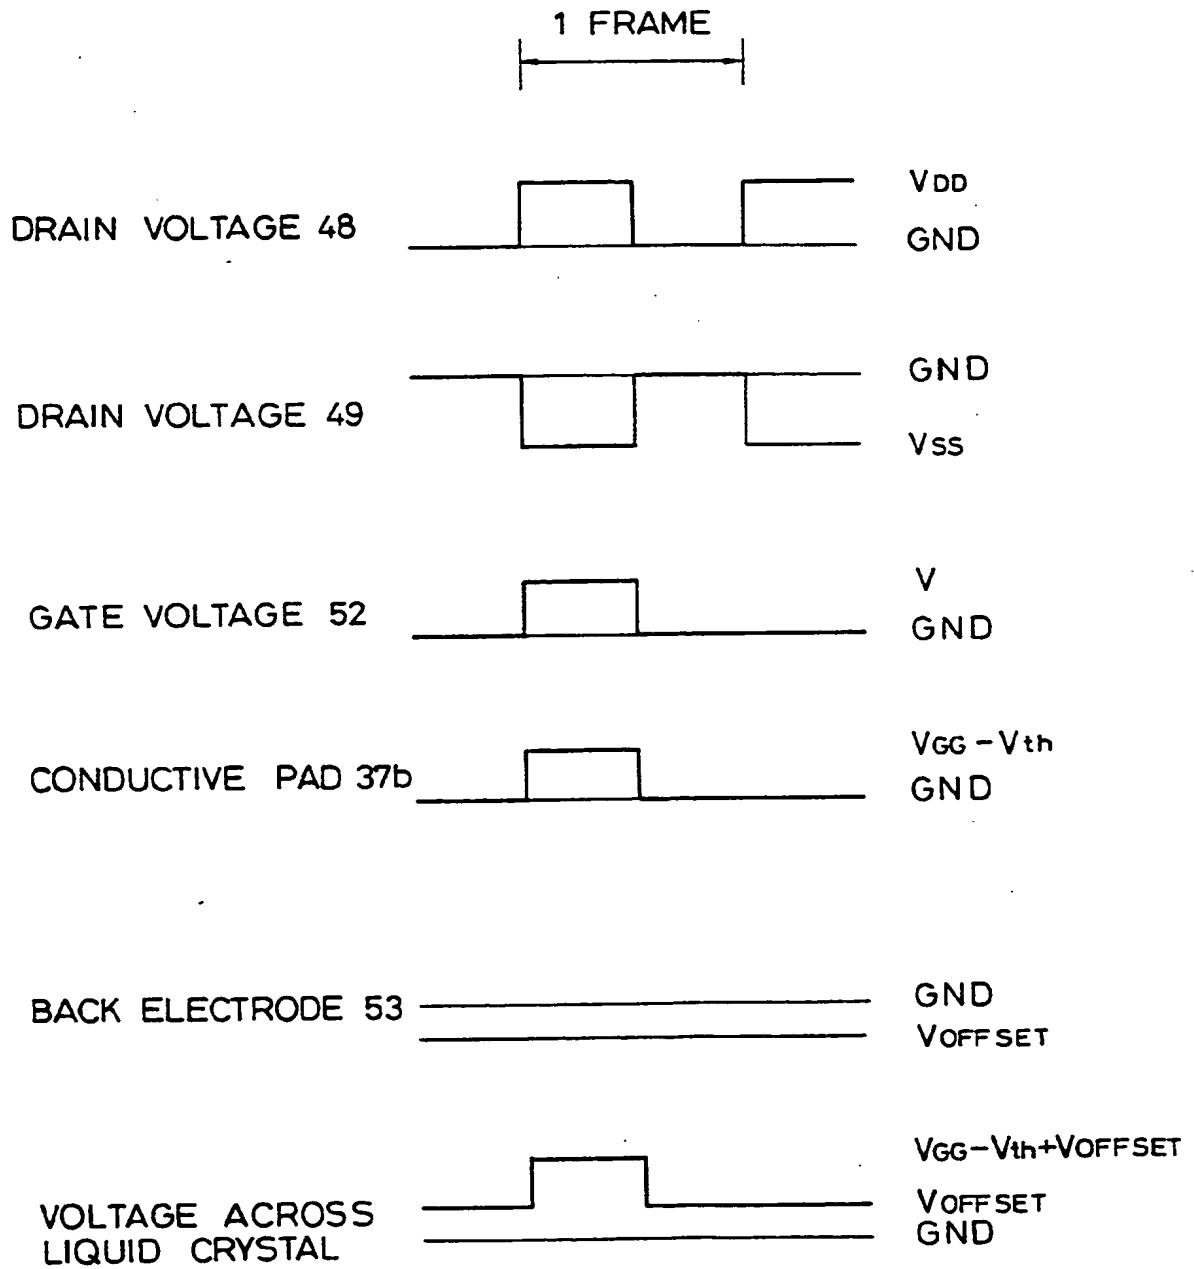 1 FRAME
VDD
DRAIN VOLTAGE 48
GND
GND
DRAIN VOLTAGE 49
VSS
V
GATE VOLTAGE 52
GND
VGG-Vth
CONDUCTIVE PAD 37b
GND
GND
BACK ELECTRODE 53
VOFFSET
VGG-Vth+VOFFSET
VOFFSET
VOLTAGE ACROSS
GND
LIQUID CRYSTAL